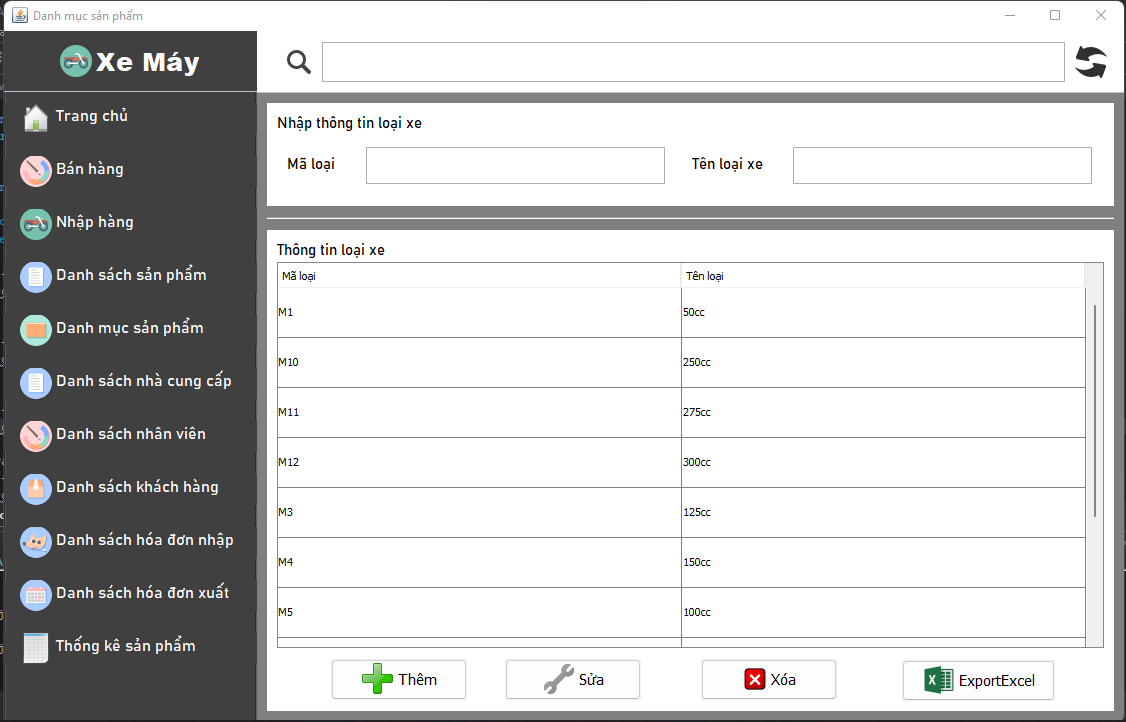 Danh mục sản phẩm
Xe Máy
Trang chủ
Bán hàng
Nhập hàng
Danh sách sản phẩm
Danh mục sản phẩm
Danh sách nhà cung cấp
Danh sách nhân viên
Danh sách khách hàng
Danh sách hóa đơn nhập
Danh sách hóa đơn xuất
Thống kê sản phẩm
Nhập thông tin loại xe
Mã loại
Tên loại xe
Thông tin loại xe
Mã loại Tên loại
M1 50cc
M10 250cc
M11 275cc
M12 300cc
M3 125cc
M4 150cc
M5 100cc
Thêm
Sửa
Xóa
ExportExcel